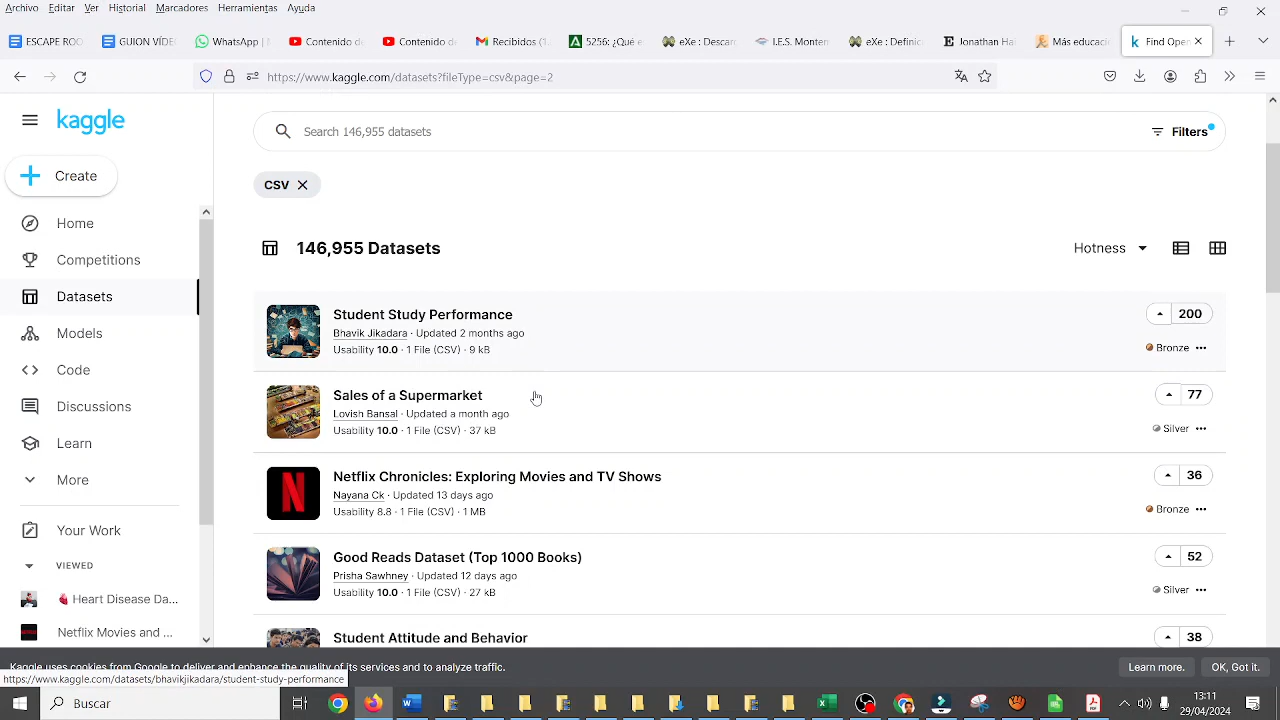 Archivo Editar Ver Historial Marcadores Herramientas Ayuda
ESCAPE ROO
GUION VÍDE
WhatsApp |
Contenido de
Contenido de
Recibidos (1
5256: ¿Qué e
eXe : Descarg
I.E.S. Monterr
eXe : Dennic
Jonathan Hai
Más educació
Find Open
https://www.kaggle.com/datasets?fileType=csv&page=2
kaggle
Search 146,955 datasets
Filters
Create
CSV
Home
Competitions
Datasets
Models
Code
Discussions
Learn
More
Your Work
VIEWED
Heart Disease Da...
Netflix Movies and ...
146,955 Datasets
Hotness
Student Study Performance
200
Bhavik Jikadara · Updated 2 months ago
Usability 10.0 · 1 File (CSV) · 9 kB
Bronze
Sales of a Supermarket
77
Lovish Bansal · Updated a month ago
Usability 10.0 · 1 File (CSV) · 37 kB
Silver
Netflix Chronicles: Exploring Movies and TV Shows
36
Nayana Ck · Updated 13 days ago
Usability 8.8 · 1 File (CSV) · 1 MB
Bronze
Good Reads Dataset (Top 1000 Books)
52
Prisha Sawhney · Updated 12 days ago
Usability 10.0 · 1 File (CSV) · 27 kB
Silver
Student Attitude and Behavior
38
Kaggle uses cookies from Google to deliver and enhance the quality of its services and to analyze traffic.
Learn more.
OK, Got it.
https://www.kaggle.com/datasets/bhavikjikadara/student-study-performance
Buscar
13:11
29/04/2024